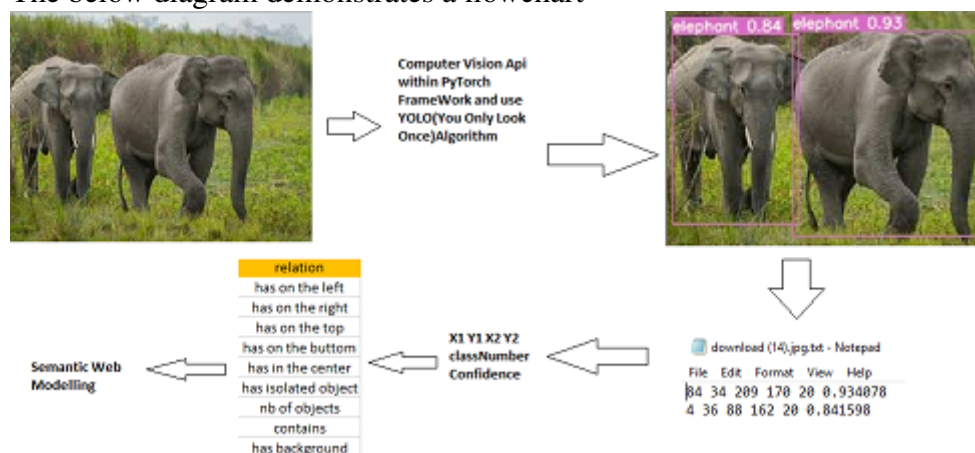 The below diagram demonstrates a flowchart
Computer Vision Api
within PyTorch
FrameWork and use
YOLO(You Only Look
Once)Algorithm
elephant 0.84
elephant 0.93
download (14).jpg.txt - Notepad
File Edit Format View Help
84 34 209 170 20 0.934078
4 36 88 162 20 0.841598
X1 Y1 X2 Y2
classNumber
Confidence
relation
has on the left
has on the right
has on the top
has on the buttom
has in the center
has isolated object
nb of objects
contains
has background
Semantic Web
Modelling